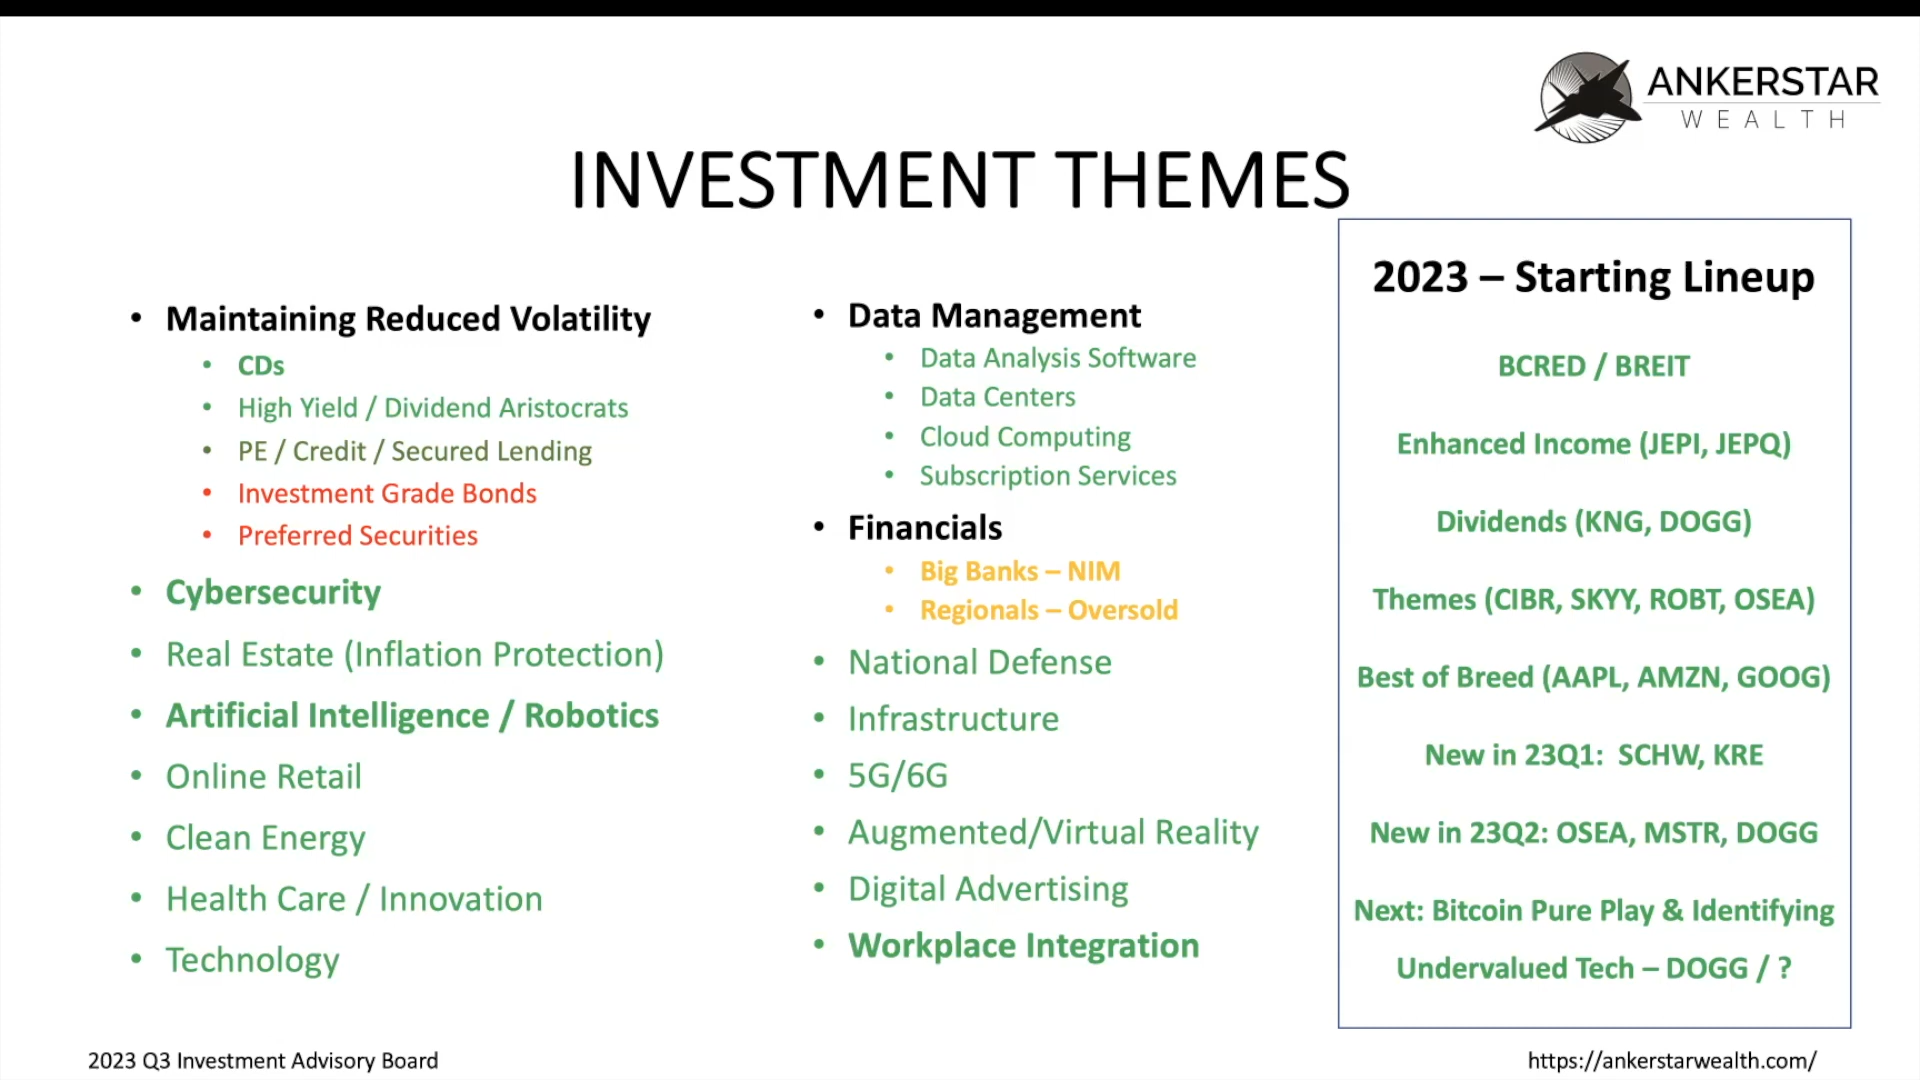 ANKERSTAR
WEALTH
INVESTMENT THEMES
• Maintaining Reduced Volatility
• CDs
• High Yield / Dividend Aristocrats
• PE / Credit / Secured Lending
• Investment Grade Bonds
• Preferred Securities
• Cybersecurity
• Real Estate (Inflation Protection)
• Artificial Intelligence / Robotics
• Online Retail
• Clean Energy
• Health Care / Innovation
• Technology
• Data Management
• Data Analysis Software
• Data Centers
• Cloud Computing
• Subscription Services
• Financials
• Big Banks – NIM
• Regionals – Oversold
• National Defense
• Infrastructure
• 5G/6G
• Augmented/Virtual Reality
• Digital Advertising
• Workplace Integration
2023 – Starting Lineup
BCRED / BREIT
Enhanced Income (JEPI, JEPQ)
Dividends (KNG, DOGG)
Themes (CIBR, SKYY, ROBT, OSEA)
Best of Breed (AAPL, AMZN, GOOG)
New in 23Q1: SCHW, KRE
New in 23Q2: OSEA, MSTR, DOGG
Next: Bitcoin Pure Play & Identifying
Undervalued Tech – DOGG / ?
2023 Q3 Investment Advisory Board
https://ankerstarwealth.com/